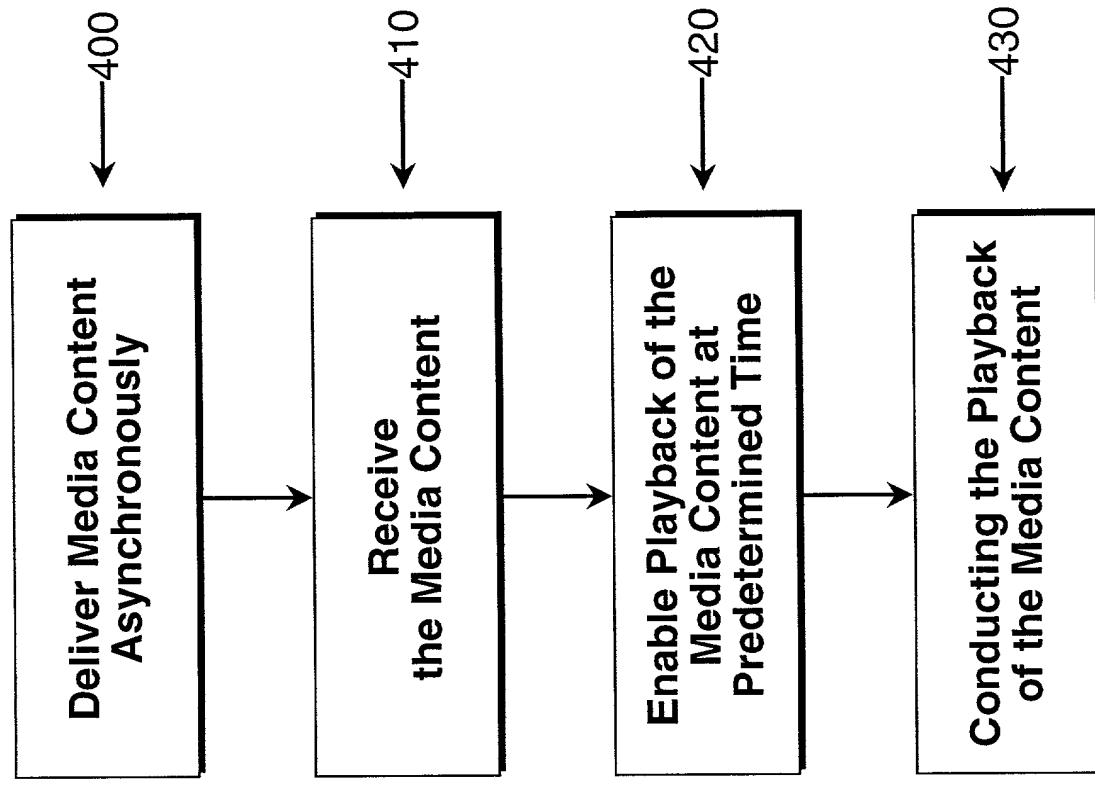 Deliver Media Content
Asynchronously
400
Receive
the Media Content
410
Enable Playback of the
Media Content at
Predetermined Time
420
Conducting the Playback
of the Media Content
430